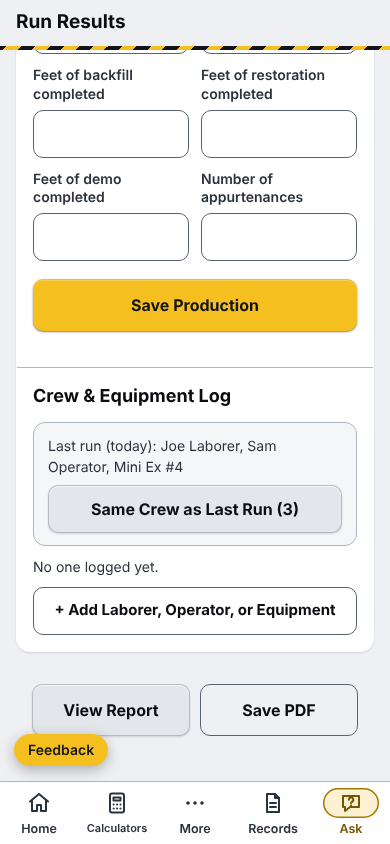 Run Results
Feet of backfill
completed
Feet of restoration
completed
Feet of demo
completed
Number of
appurtenances
Save Production
Crew & Equipment Log
Last run (today): Joe Laborer, Sam
Operator, Mini Ex #4
Same Crew as Last Run (3)
No one logged yet.
+ Add Laborer, Operator, or Equipment
View Report
Save PDF
Feedback
Home
Calculators
More
Records
Ask